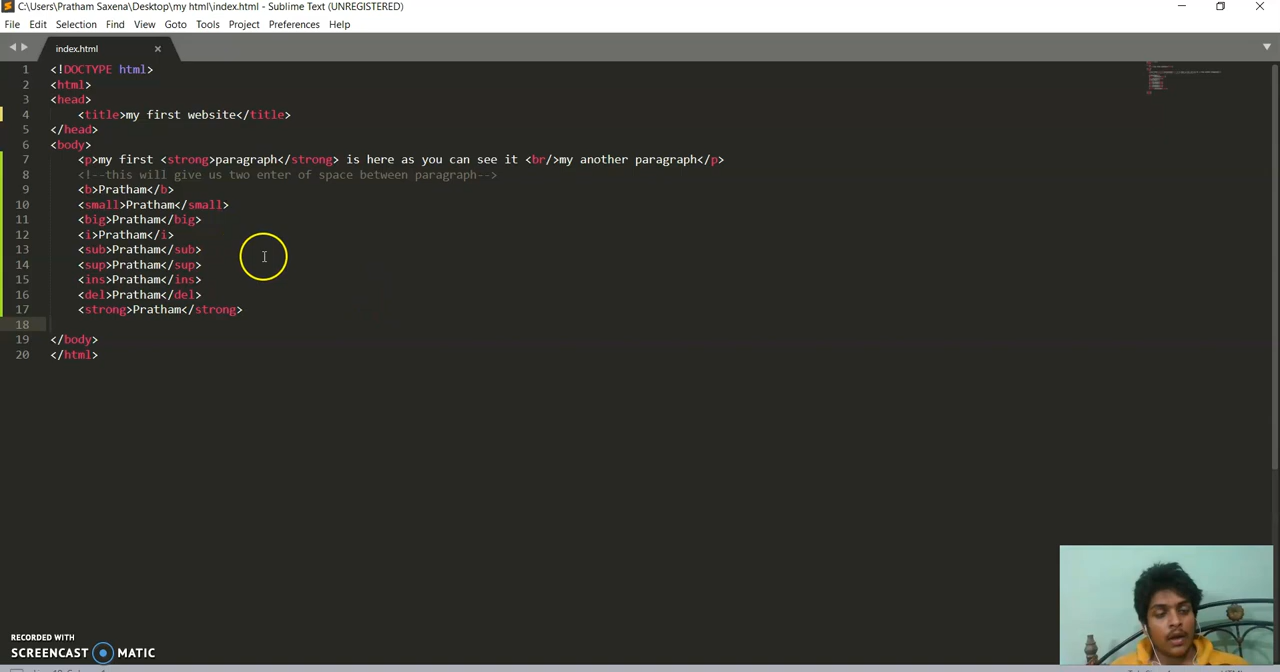 C:\Users\Pratham Saxena\Desktop\my html\index.html - Sublime Text (UNREGISTERED)
File Edit Selection Find View Goto Tools Project Preferences Help
index.html ×
1 <!DOCTYPE html>
2 <html>
3 <head>
4 <title>my first website</title>
5 </head>
6 <body>
7 <p>my first <strong>paragraph</strong> is here as you can see it <br/>my another paragraph</p>
8 <!--this will give us two enter of space between paragraph-->
9 <b>Pratham</b>
10 <small>Pratham</small>
11 <big>Pratham</big>
12 <i>Pratham</i>
13 <sub>Pratham</sub>
14 <sup>Pratham</sup>
15 <ins>Pratham</ins>
16 <del>Pratham</del>
17 <strong>Pratham</strong>
18
19 </body>
20 </html>
RECORDED WITH
SCREENCAST MATIC